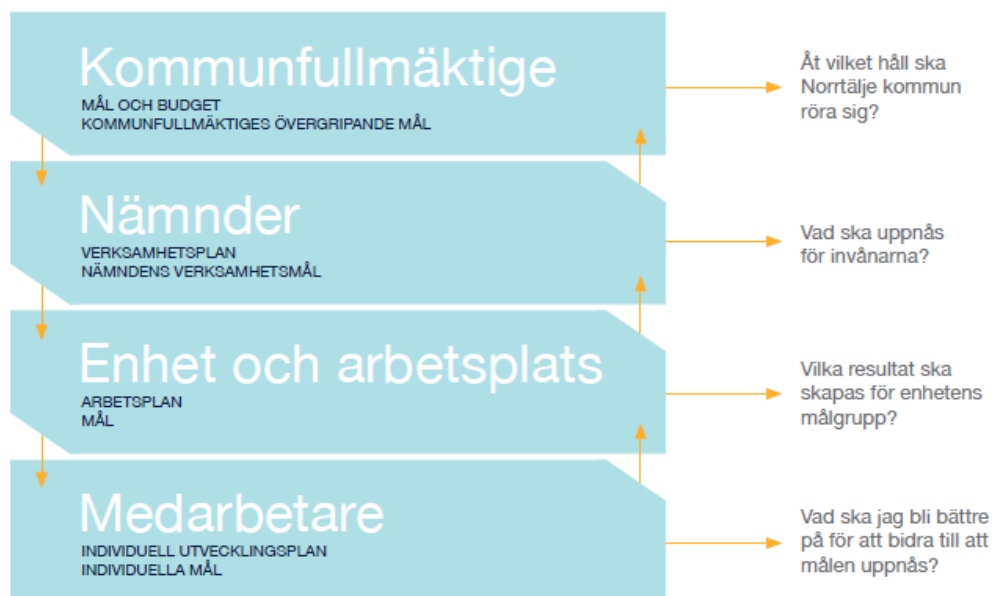 Kommunfullmäktige
MÅL OCH BUDGET
KOMMUNFULLMÄKTIGES ÖVERGRIPANDE MÅL
Åt vilket håll ska
Norrtälje kommun
röra sig?
Nämnder
VERKSAMHETSPLAN
NÄMNDENS VERKSAMHETSMÅL
Vad ska uppnås
för invånarna?
Enhet och arbetsplats
ARBETSPLAN
MÅL
Vilka resultat ska
skapas för enhetens
målgrupp?
Medarbetare
INDIVIDUELL UTVECKLINGSPLAN
INDIVIDUELLA MÅL
Vad ska jag bli bättre
på för att bidra till att
målen uppnås?